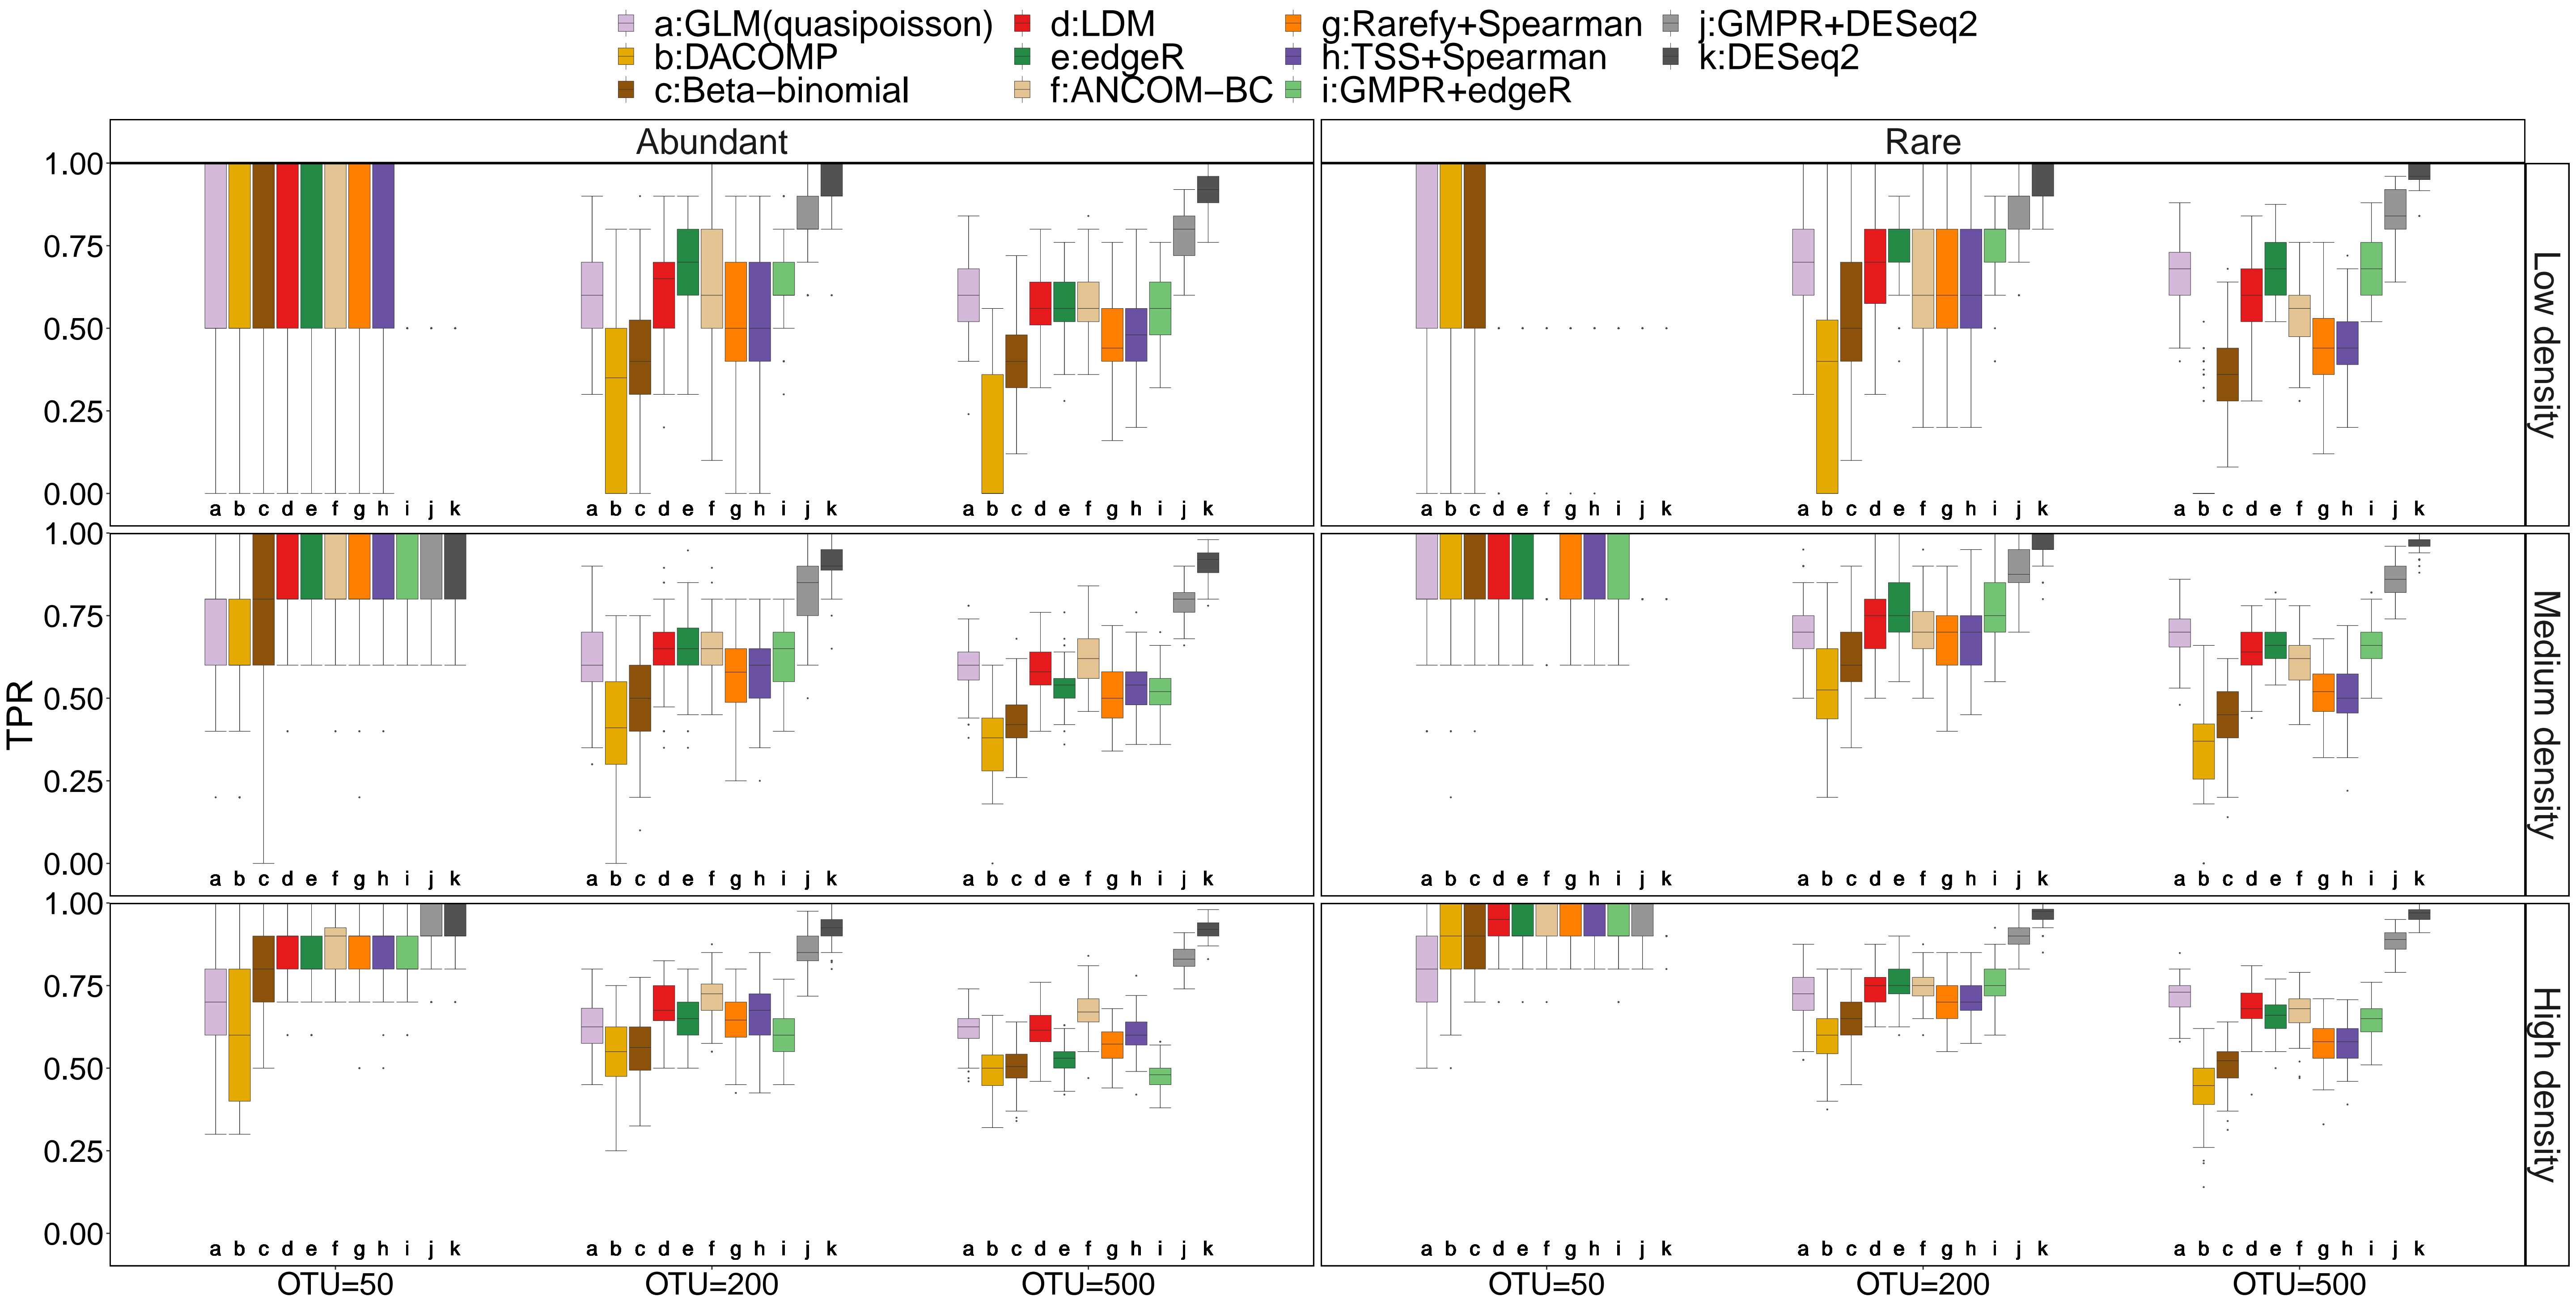 a:GLM(quasipoisson) d:LDM g:Rarefy+Spearman j:GMPR+DESeq2
b:DACOMP e:edgeR h:TSS+Spearman k:DESeq2
c:Beta−binomial f:ANCOM−BC i:GMPR+edgeR
Abundant Rare
1.00
0.75
0.50
0.25
0.00
a b c d e f g h i j k a b c d e f g h i j k a b c d e f g h i j k a b c d e f g h i j k a b c d e f g h i j k a b c d e f g h i j k
Low density
1.00
0.75
0.50
0.25
0.00
a b c d e f g h i j k a b c d e f g h i j k a b c d e f g h i j k a b c d e f g h i j k a b c d e f g h i j k a b c d e f g h i j k
Medium density
TPR
1.00
0.75
0.50
0.25
0.00
a b c d e f g h i j k a b c d e f g h i j k a b c d e f g h i j k a b c d e f g h i j k a b c d e f g h i j k a b c d e f g h i j k
High density
OTU=50 OTU=200 OTU=500 OTU=50 OTU=200 OTU=500